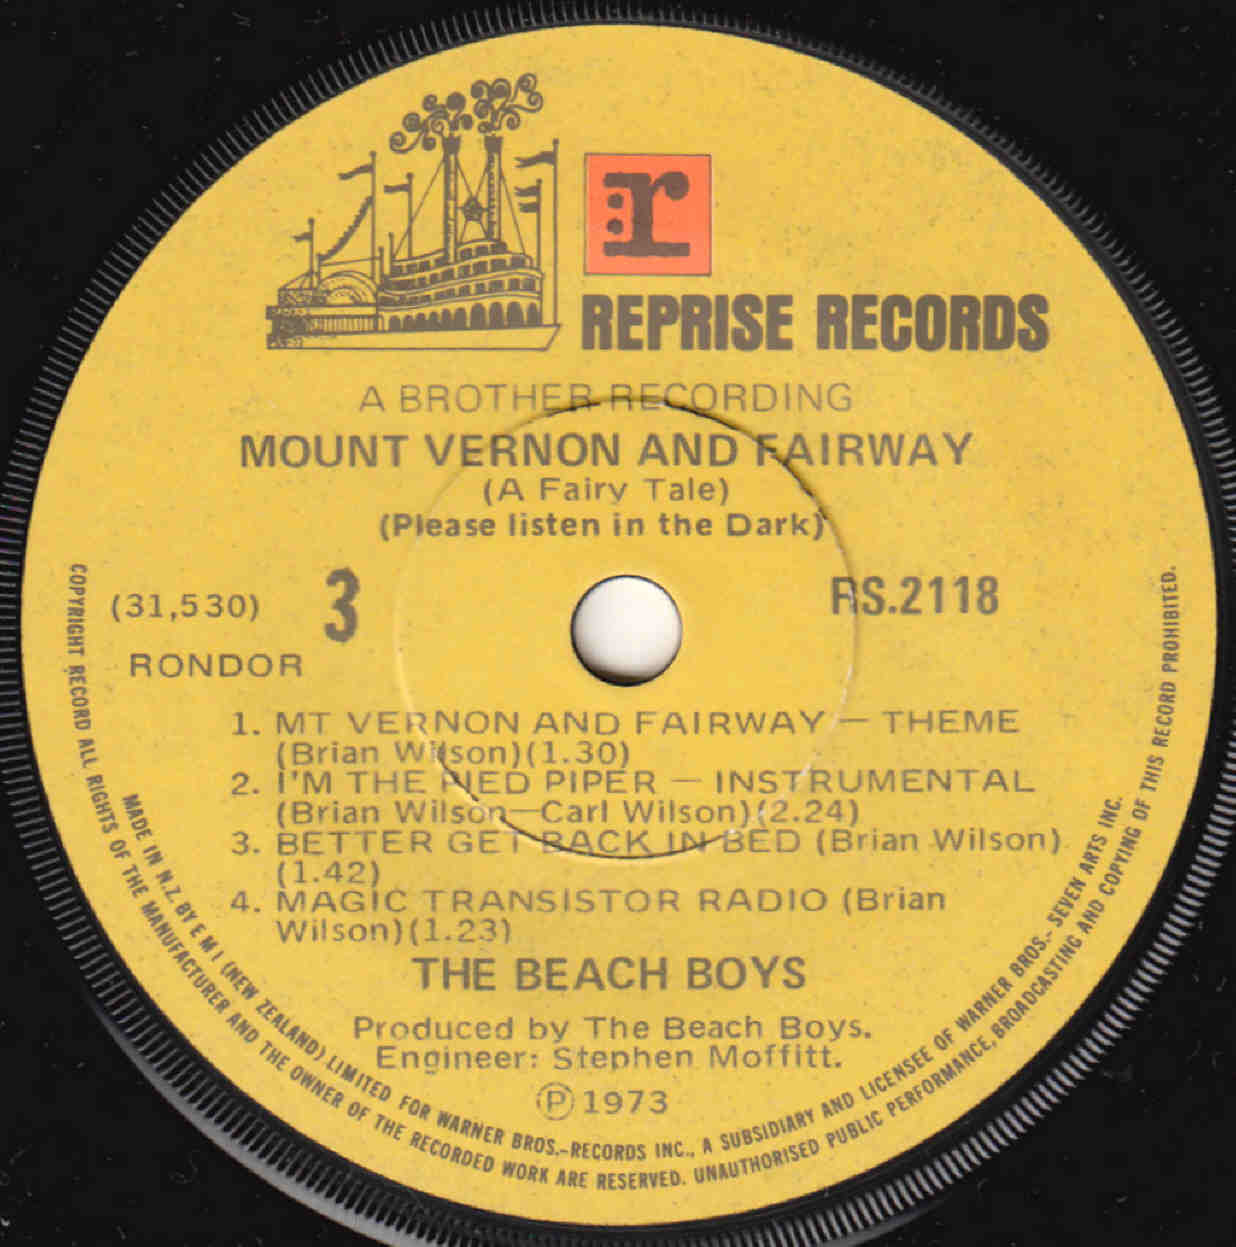 r
REPRISE RECORDS
A BROTHER RECORDING
MOUNT VERNON AND FAIRWAY
(A Fairy Tale)
(Please listen in the Dark)
(31,530) 3 RS.2118
RONDOR
1. MT VERNON AND FAIRWAY — THEME
(Brian Wilson)(1.30)
2. I'M THE PIED PIPER — INSTRUMENTAL
(Brian Wilson—Carl Wilson)(2.24)
3. BETTER GET BACK IN BED (Brian Wilson)
(1.42)
4. MAGIC TRANSISTOR RADIO (Brian
Wilson)(1.23)
THE BEACH BOYS
Produced by The Beach Boys.
Engineer: Stephen Moffitt.
Ⓟ1973
MADE IN N.Z. BY E M I (NEW ZEALAND) LIMITED FOR WARNER BROS.-RECORDS INC., A SUBSIDIARY AND LICENSEE OF WARNER BROS.- SEVEN ARTS INC.
COPYRIGHT RECORD ALL RIGHTS OF THE MANUFACTURER AND THE OWNER OF THE RECORDED WORK ARE RESERVED. UNAUTHORISED PUBLIC PERFORMANCE, BROADCASTING AND COPYING OF THIS RECORD PROHIBITED.